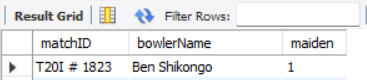 Result Grid Filter Rows:
matchID bowlerName maiden
T20I # 1823 Ben Shikongo 1